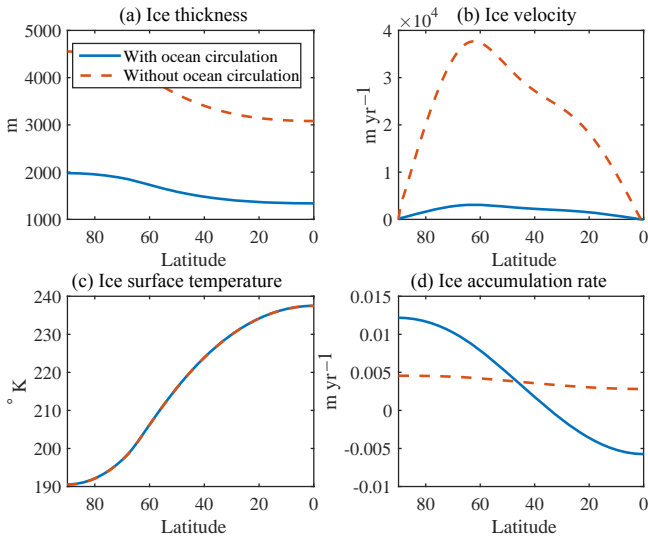 (a) Ice thickness
5000
4000
3000
2000
1000
m
With ocean circulation
Without ocean circulation
80 60 40 20 0
Latitude
(b) Ice velocity
×10⁴
4
3
2
1
0
m yr−1
80 60 40 20 0
Latitude
(c) Ice surface temperature
240
230
220
210
200
190
° K
80 60 40 20 0
Latitude
(d) Ice accumulation rate
0.015
0.01
0.005
0
-0.005
-0.01
m yr−1
80 60 40 20 0
Latitude